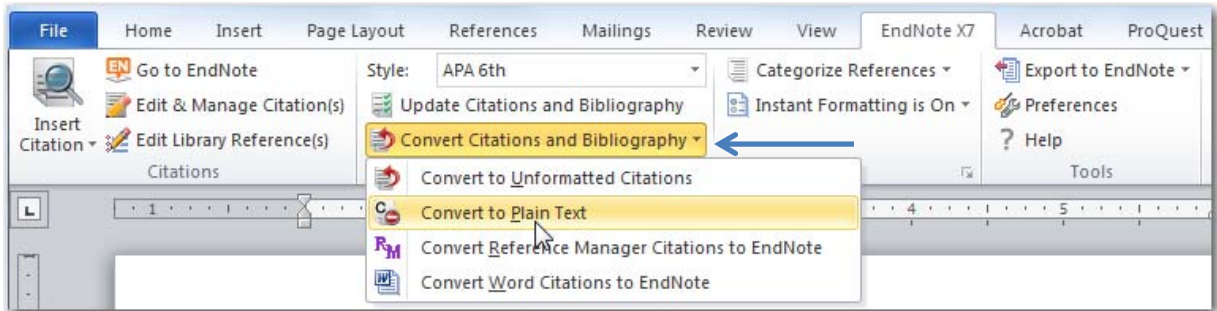 File Home Insert Page Layout References Mailings Review View EndNote X7 Acrobat ProQuest
Insert
Citation
EN Go to EndNote
Edit & Manage Citation(s)
Edit Library Reference(s)
Citations
Style: APA 6th
Update Citations and Bibliography
Convert Citations and Bibliography
Convert to Unformatted Citations
C Convert to Plain Text
RM Convert Reference Manager Citations to EndNote
W Convert Word Citations to EndNote
Categorize References
Instant Formatting is On
Export to EndNote
Preferences
? Help
Tools
L
1 4 5